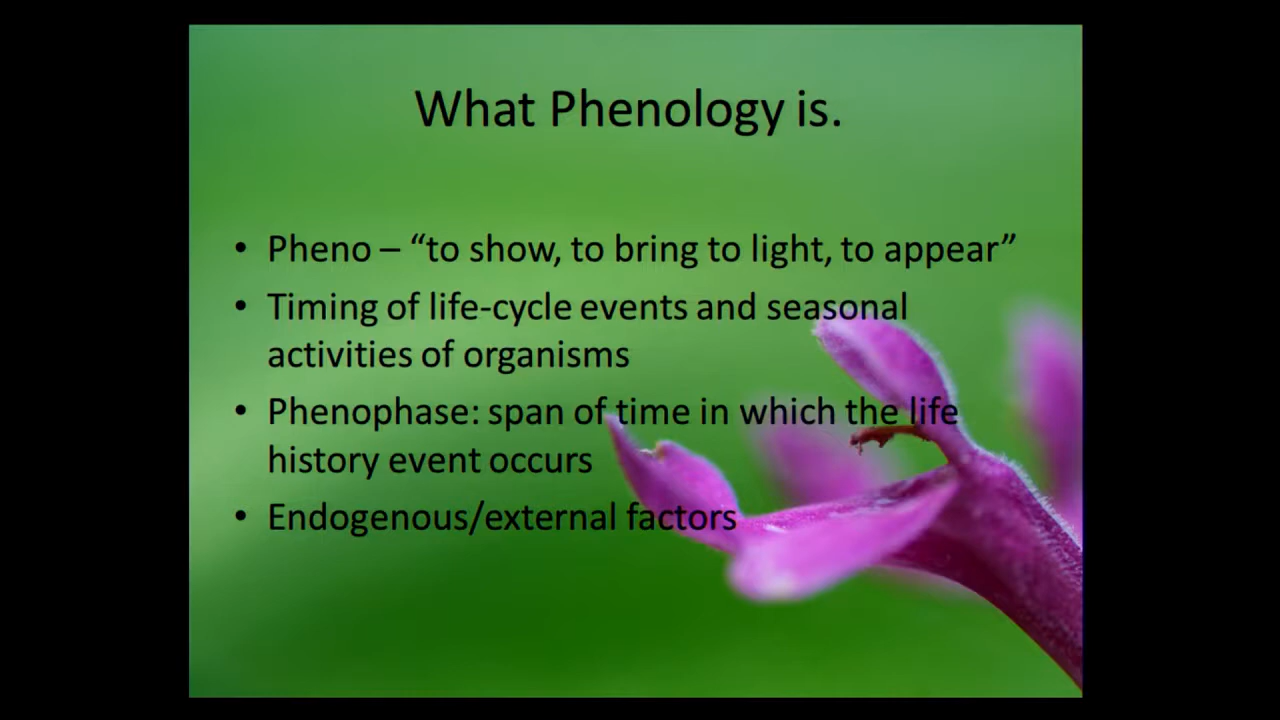 What Phenology is.
• Pheno – “to show, to bring to light, to appear”
• Timing of life-cycle events and seasonal
activities of organisms
• Phenophase: span of time in which the life
history event occurs
• Endogenous/external factors